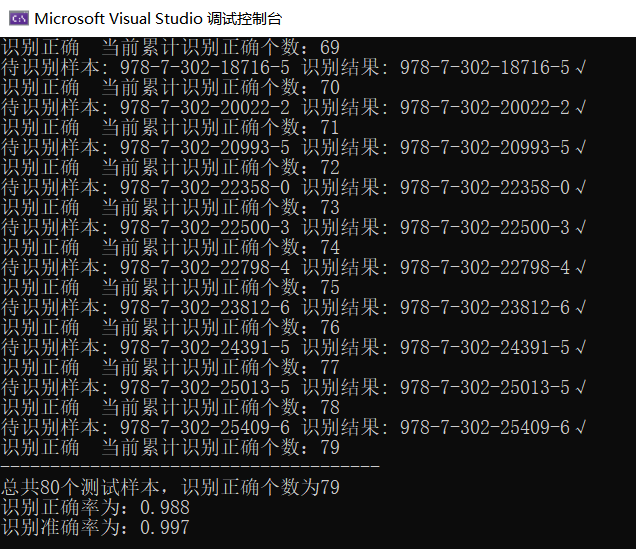 Microsoft Visual Studio 调试控制台
识别正确  当前累计识别正确个数：69
待识别样本: 978-7-302-18716-5 识别结果: 978-7-302-18716-5√
识别正确  当前累计识别正确个数：70
待识别样本: 978-7-302-20022-2 识别结果: 978-7-302-20022-2√
识别正确  当前累计识别正确个数：71
待识别样本: 978-7-302-20993-5 识别结果: 978-7-302-20993-5√
识别正确  当前累计识别正确个数：72
待识别样本: 978-7-302-22358-0 识别结果: 978-7-302-22358-0√
识别正确  当前累计识别正确个数：73
待识别样本: 978-7-302-22500-3 识别结果: 978-7-302-22500-3√
识别正确  当前累计识别正确个数：74
待识别样本: 978-7-302-22798-4 识别结果: 978-7-302-22798-4√
识别正确  当前累计识别正确个数：75
待识别样本: 978-7-302-23812-6 识别结果: 978-7-302-23812-6√
识别正确  当前累计识别正确个数：76
待识别样本: 978-7-302-24391-5 识别结果: 978-7-302-24391-5√
识别正确  当前累计识别正确个数：77
待识别样本: 978-7-302-25013-5 识别结果: 978-7-302-25013-5√
识别正确  当前累计识别正确个数：78
待识别样本: 978-7-302-25409-6 识别结果: 978-7-302-25409-6√
识别正确  当前累计识别正确个数：79
--------------------------------------
总共80个测试样本，识别正确个数为79
识别正确率为：0.988
识别准确率为：0.997